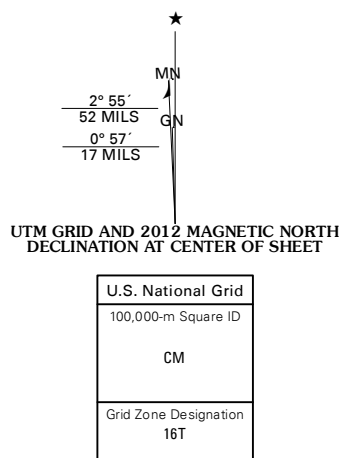 ★
MN
2° 55´
52 MILS
GN
0° 57´
17 MILS
UTM GRID AND 2012 MAGNETIC NORTH
DECLINATION AT CENTER OF SHEET
U.S. National Grid
100,000-m Square ID
CM
Grid Zone Designation
16T